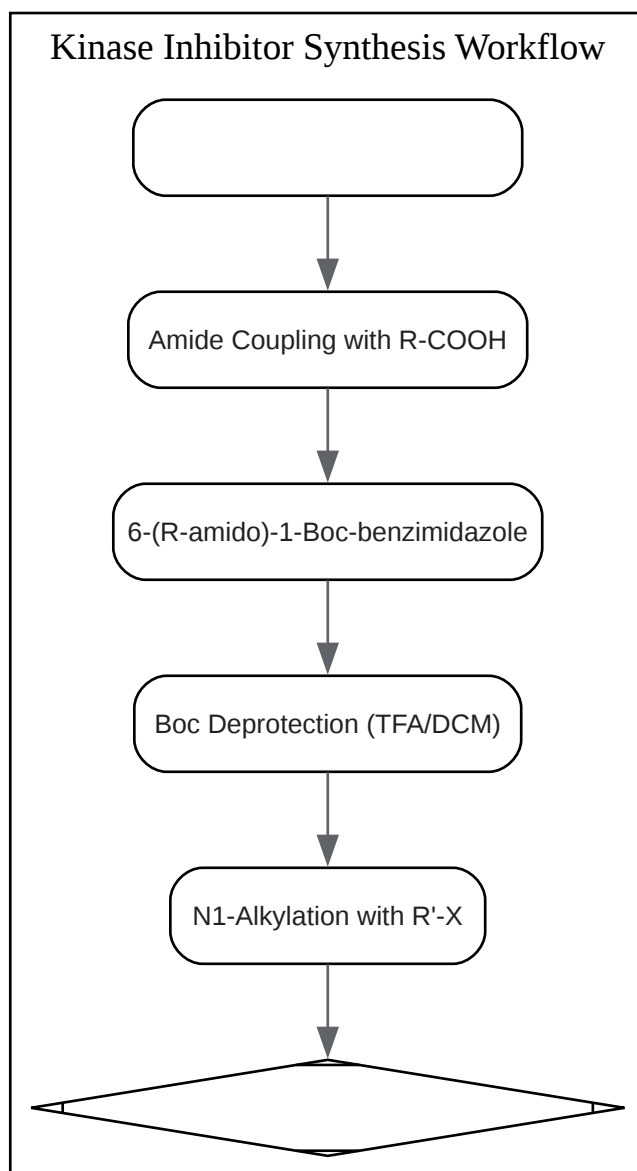 Kinase Inhibitor Synthesis Workflow
Amide Coupling with R-COOH
6-(R-amido)-1-Boc-benzimidazole
Boc Deprotection (TFA/DCM)
N1-Alkylation with R'-X